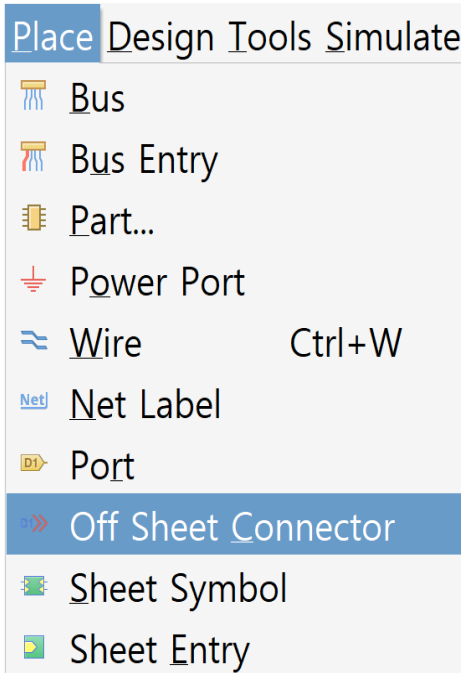 Place Design Tools Simulate
Bus
Bus Entry
Part...
Power Port
Wire Ctrl+W
Net Net Label
D1 Port
D1 Off Sheet Connector
Sheet Symbol
Sheet Entry